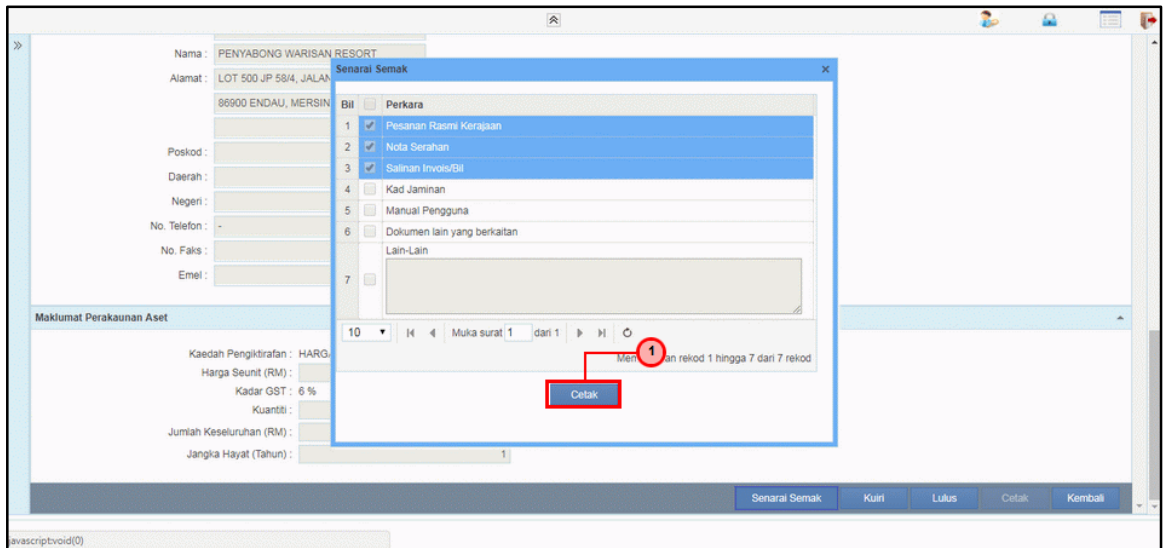 Nama : PENYABONG WARISAN RESORT
Alamat : LOT 500 JP 58/4, JALAN
86900 ENDAU, MERSIN
Poskod :
Daerah :
Negeri :
No. Telefon : -
No. Faks :
Emel :
Senarai Semak ×
Bil Perkara
1 Pesanan Rasmi Kerajaan
2 Nota Serahan
3 Salinan Invois/Bil
4 Kad Jaminan
5 Manual Pengguna
6 Dokumen lain yang berkaitan
Lain-Lain
7
10 Muka surat 1 dari 1
1
Mem an rekod 1 hingga 7 dari 7 rekod
Cetak
Maklumat Perakaunan Aset
Kaedah Pengiktirafan : HARGA
Harga Seunit (RM) :
Kadar GST : 6 %
Kuantiti :
Jumlah Keseluruhan (RM) :
Jangka Hayat (Tahun) : 1
Senarai Semak Kuiri Lulus Cetak Kembali
avascript:void(0)